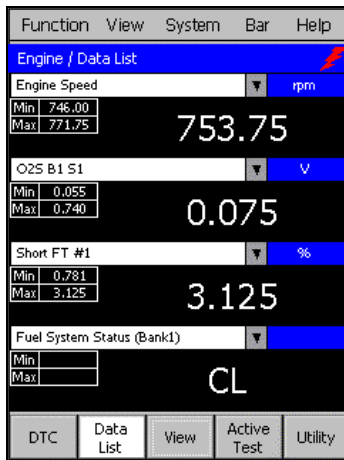 Function View System Bar Help
Engine / Data List
Engine Speed rpm
Min 746.00
Max 771.75
753.75
O2S B1 S1 V
Min 0.055
Max 0.740
0.075
Short FT #1 %
Min 0.781
Max 3.125
3.125
Fuel System Status (Bank1)
Min
Max
CL
DTC Data List View Active Test Utility